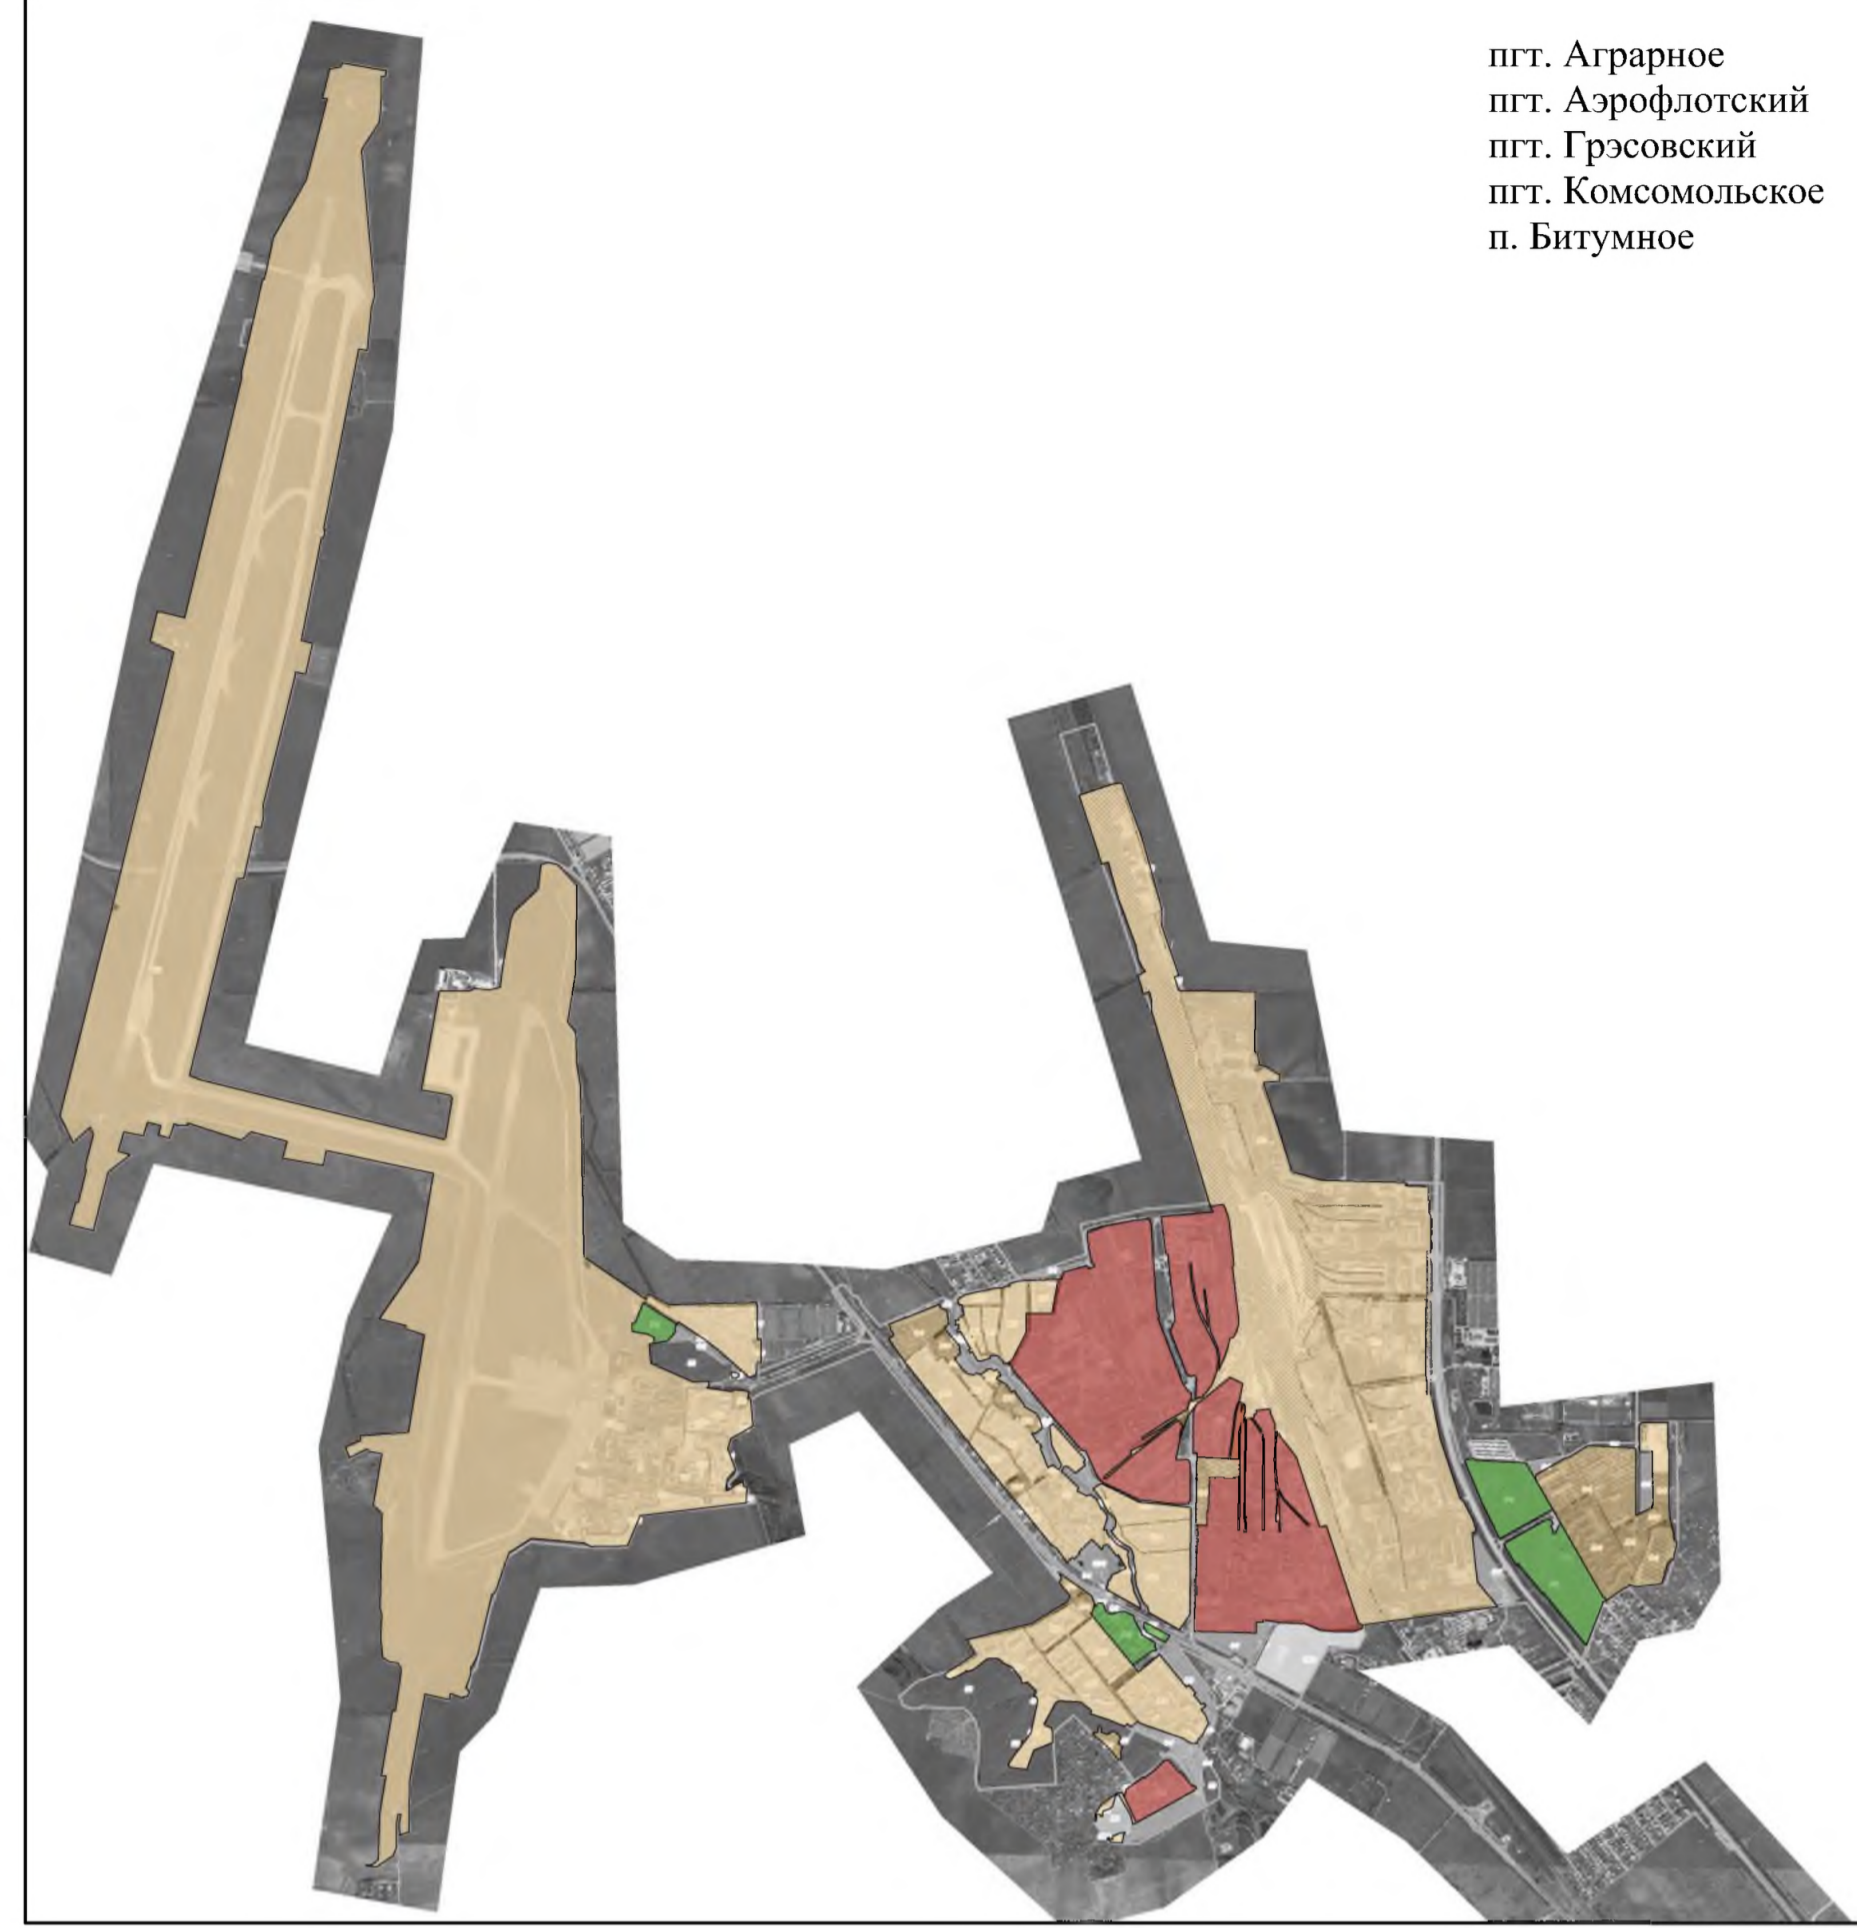 пгт. Аграрное
пгт. Аэрофлотский
пгт. Грэсовский
пгт. Комсомольское
п. Битумное